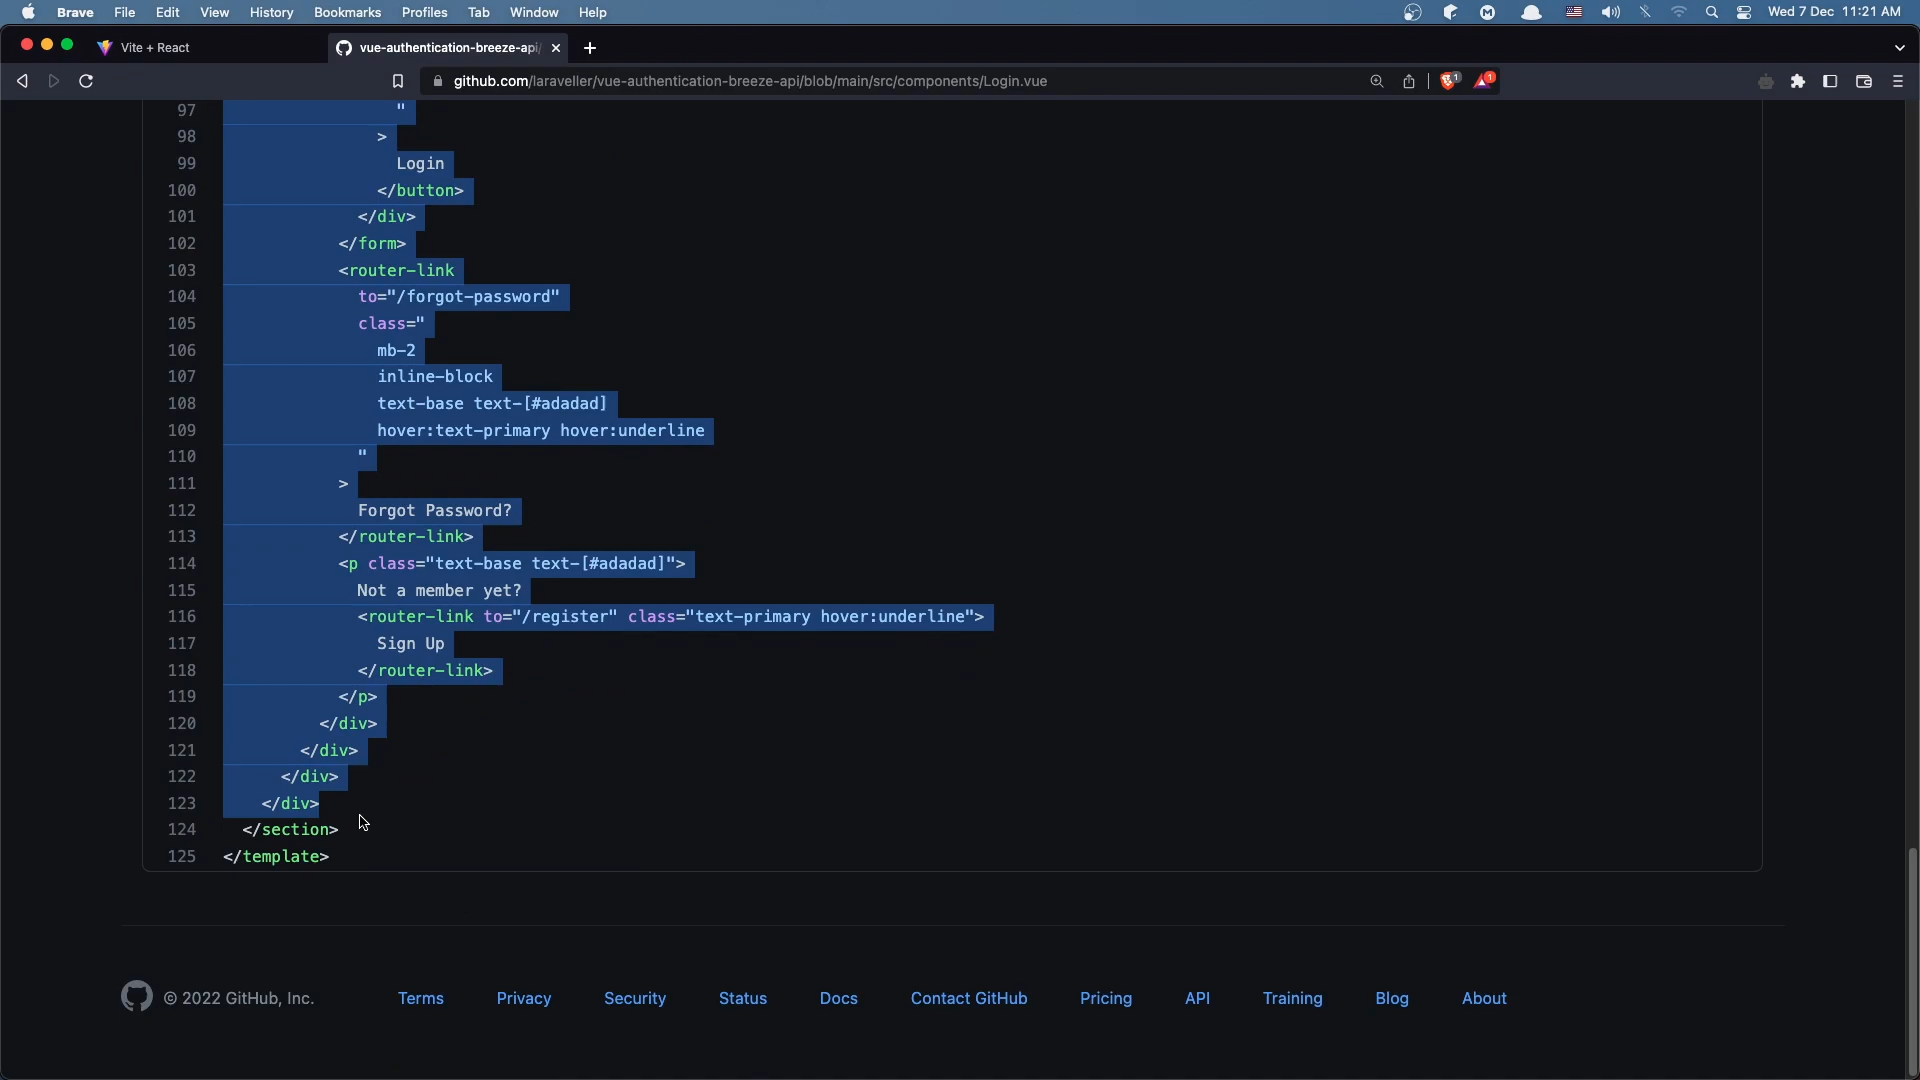 Brave File Edit View History Bookmarks Profiles Tab Window Help Wed 7 Dec 11:21 AM
Vite + React vue-authentication-breeze-api/
github.com/laraveller/vue-authentication-breeze-api/blob/main/src/components/Login.vue 1 1
97 "
98 >
99 Login
100 </button>
101 </div>
102 </form>
103 <router-link
104 to="/forgot-password"
105 class="
106 mb-2
107 inline-block
108 text-base text-[#adadad]
109 hover:text-primary hover:underline
110 "
111 >
112 Forgot Password?
113 </router-link>
114 <p class="text-base text-[#adadad]">
115 Not a member yet?
116 <router-link to="/register" class="text-primary hover:underline">
117 Sign Up
118 </router-link>
119 </p>
120 </div>
121 </div>
122 </div>
123 </div>
124 </section>
125 </template>
© 2022 GitHub, Inc. Terms Privacy Security Status Docs Contact GitHub Pricing API Training Blog About